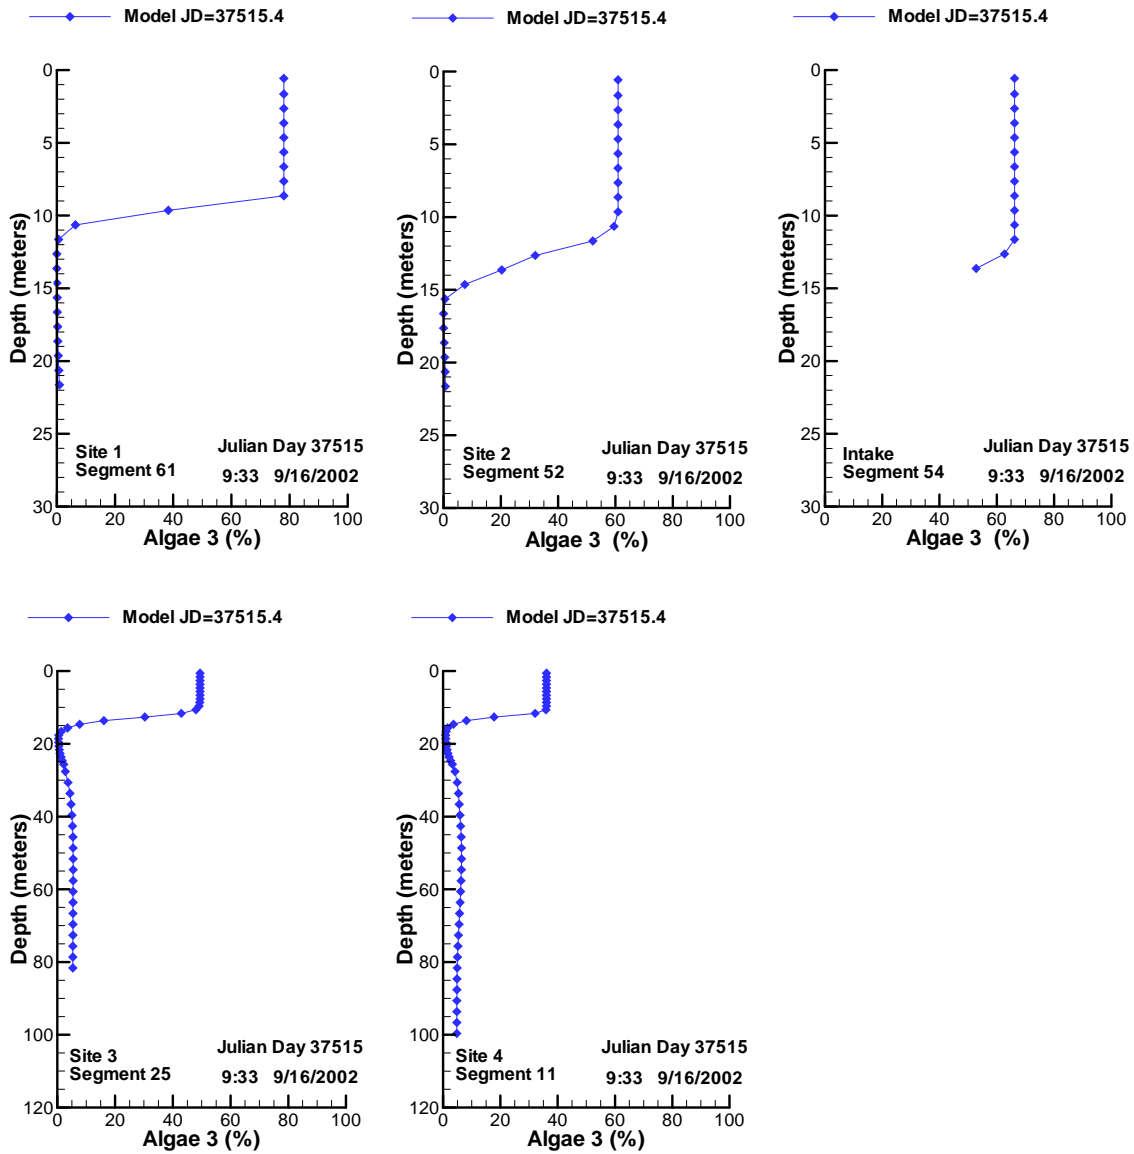 Model JD=37515.4
0
5
10
15
20
25
30
Depth (meters)
Site 1
Segment 61
Julian Day 37515
9:33 9/16/2002
0 20 40 60 80 100
Algae 3 (%)
Model JD=37515.4
0
5
10
15
20
25
30
Depth (meters)
Site 2
Segment 52
Julian Day 37515
9:33 9/16/2002
0 20 40 60 80 100
Algae 3 (%)
Model JD=37515.4
0
5
10
15
20
25
30
Depth (meters)
Intake
Segment 54
Julian Day 37515
9:33 9/16/2002
0 20 40 60 80 100
Algae 3 (%)
Model JD=37515.4
0
20
40
60
80
100
120
Depth (meters)
Site 3
Segment 25
Julian Day 37515
9:33 9/16/2002
0 20 40 60 80 100
Algae 3 (%)
Model JD=37515.4
0
20
40
60
80
100
120
Depth (meters)
Site 4
Segment 11
Julian Day 37515
9:33 9/16/2002
0 20 40 60 80 100
Algae 3 (%)